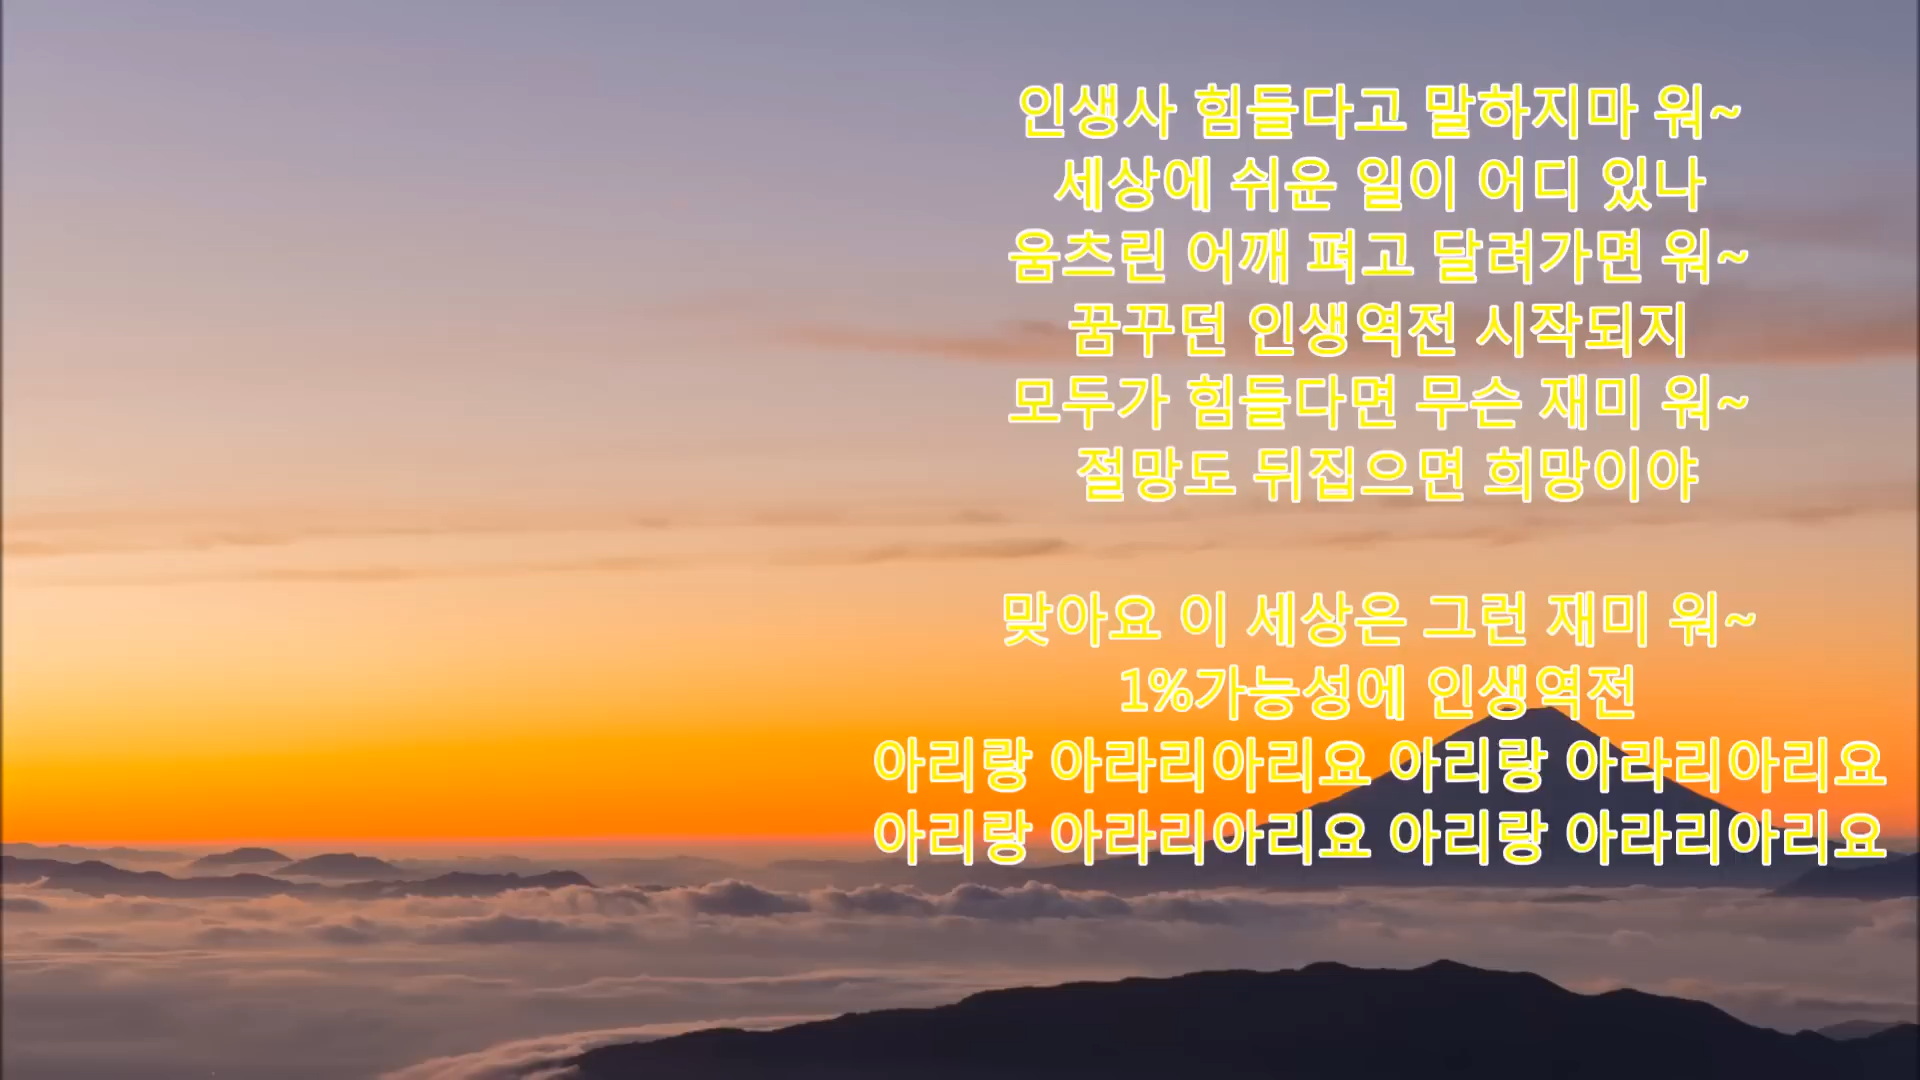 인생사 힘들다고 말하지마 워~
세상에 쉬운 일이 어디 있나
움츠린 어깨 펴고 달려가면 워~
꿈꾸던 인생역전 시작되지
모두가 힘들다면 무슨 재미 워~
절망도 뒤집으면 희망이야
맞아요 이 세상은 그런 재미 워~
1%가능성에 인생역전
아리랑 아라리아리요 아리랑 아라리아리요
아리랑 아라리아리요 아리랑 아라리아리요